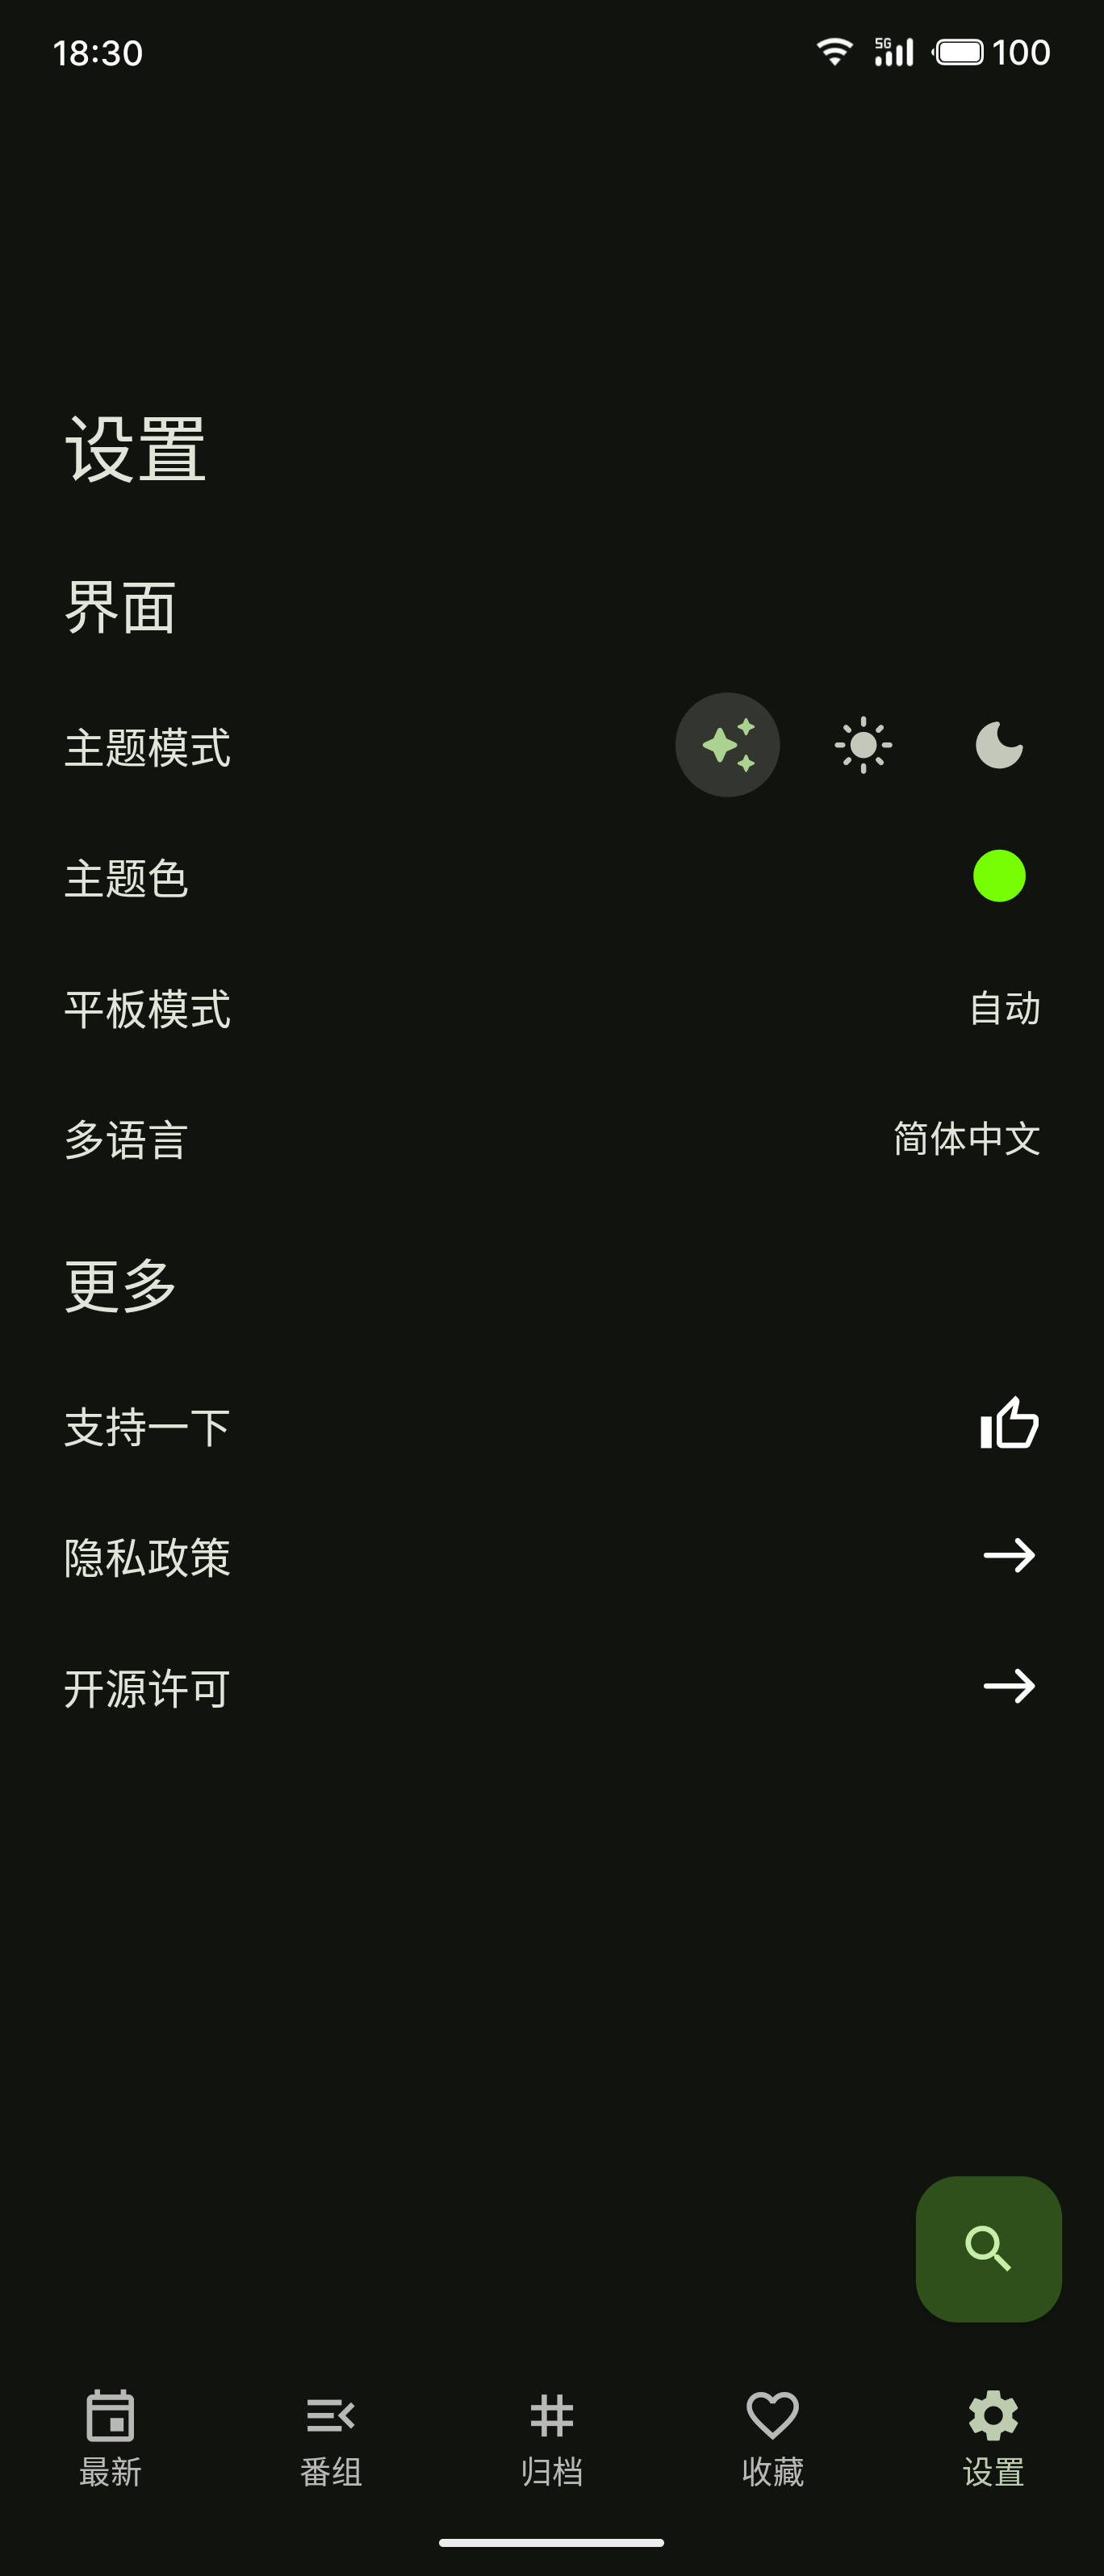 18:30
5G
100
设置
界面
主题模式
主题色
平板模式
自动
多语言
简体中文
更多
支持一下
隐私政策
开源许可
最新
番组
归档
收藏
设置